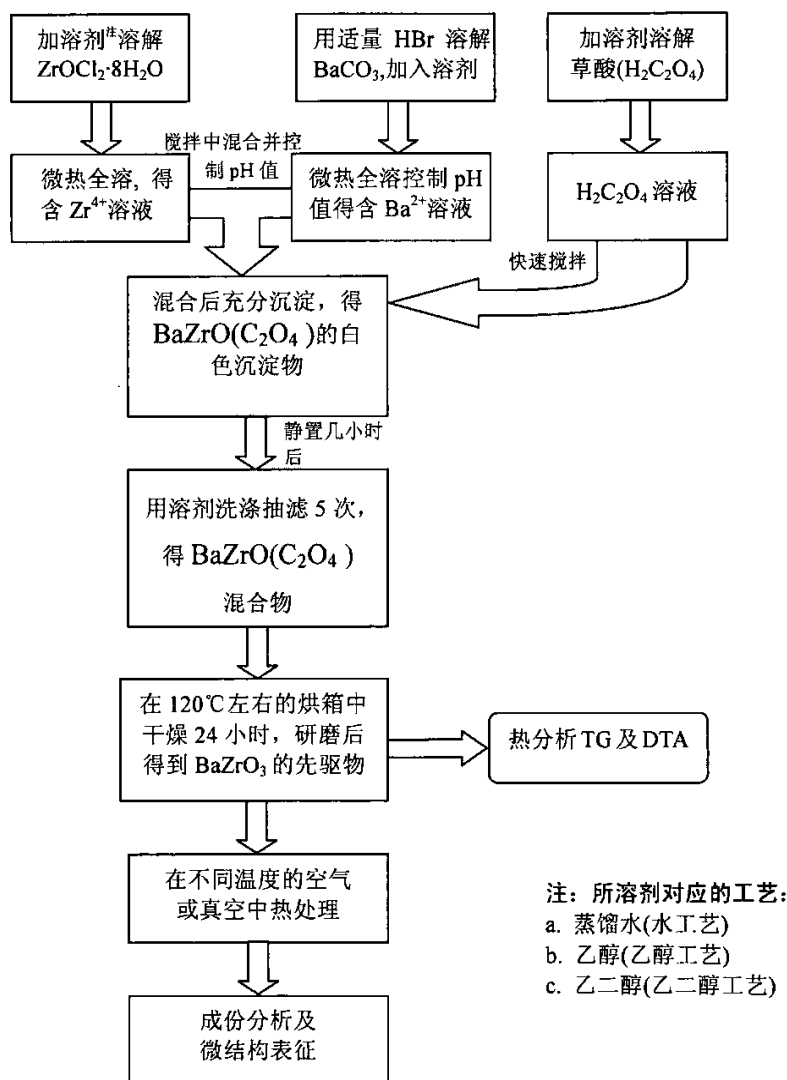 加溶剂注溶解
ZrOCl₂·8H₂O
用适量 HBr 溶解
BaCO₃,加入溶剂
加溶剂溶解
草酸(H₂C₂O₄)
搅拌中混合并控
制 pH 值
微热全溶, 得
含 Zr⁴⁺溶液
微热全溶控制 pH
值得含 Ba²⁺溶液
H₂C₂O₄ 溶液
快速搅拌
混合后充分沉淀，得
BaZrO(C₂O₄ )的白
色沉淀物
静置几小时
后
用溶剂洗涤抽滤 5 次，
得 BaZrO(C₂O₄ )
混合物
在 120℃左右的烘箱中
干燥 24 小时，研磨后
得到 BaZrO₃ 的先驱物
热分析 TG 及 DTA
在不同温度的空气
或真空中热处理
成份分析及
微结构表征
注：所溶剂对应的工艺：
a. 蒸馏水(水工艺)
b. 乙醇(乙醇工艺)
c. 乙二醇(乙二醇工艺)